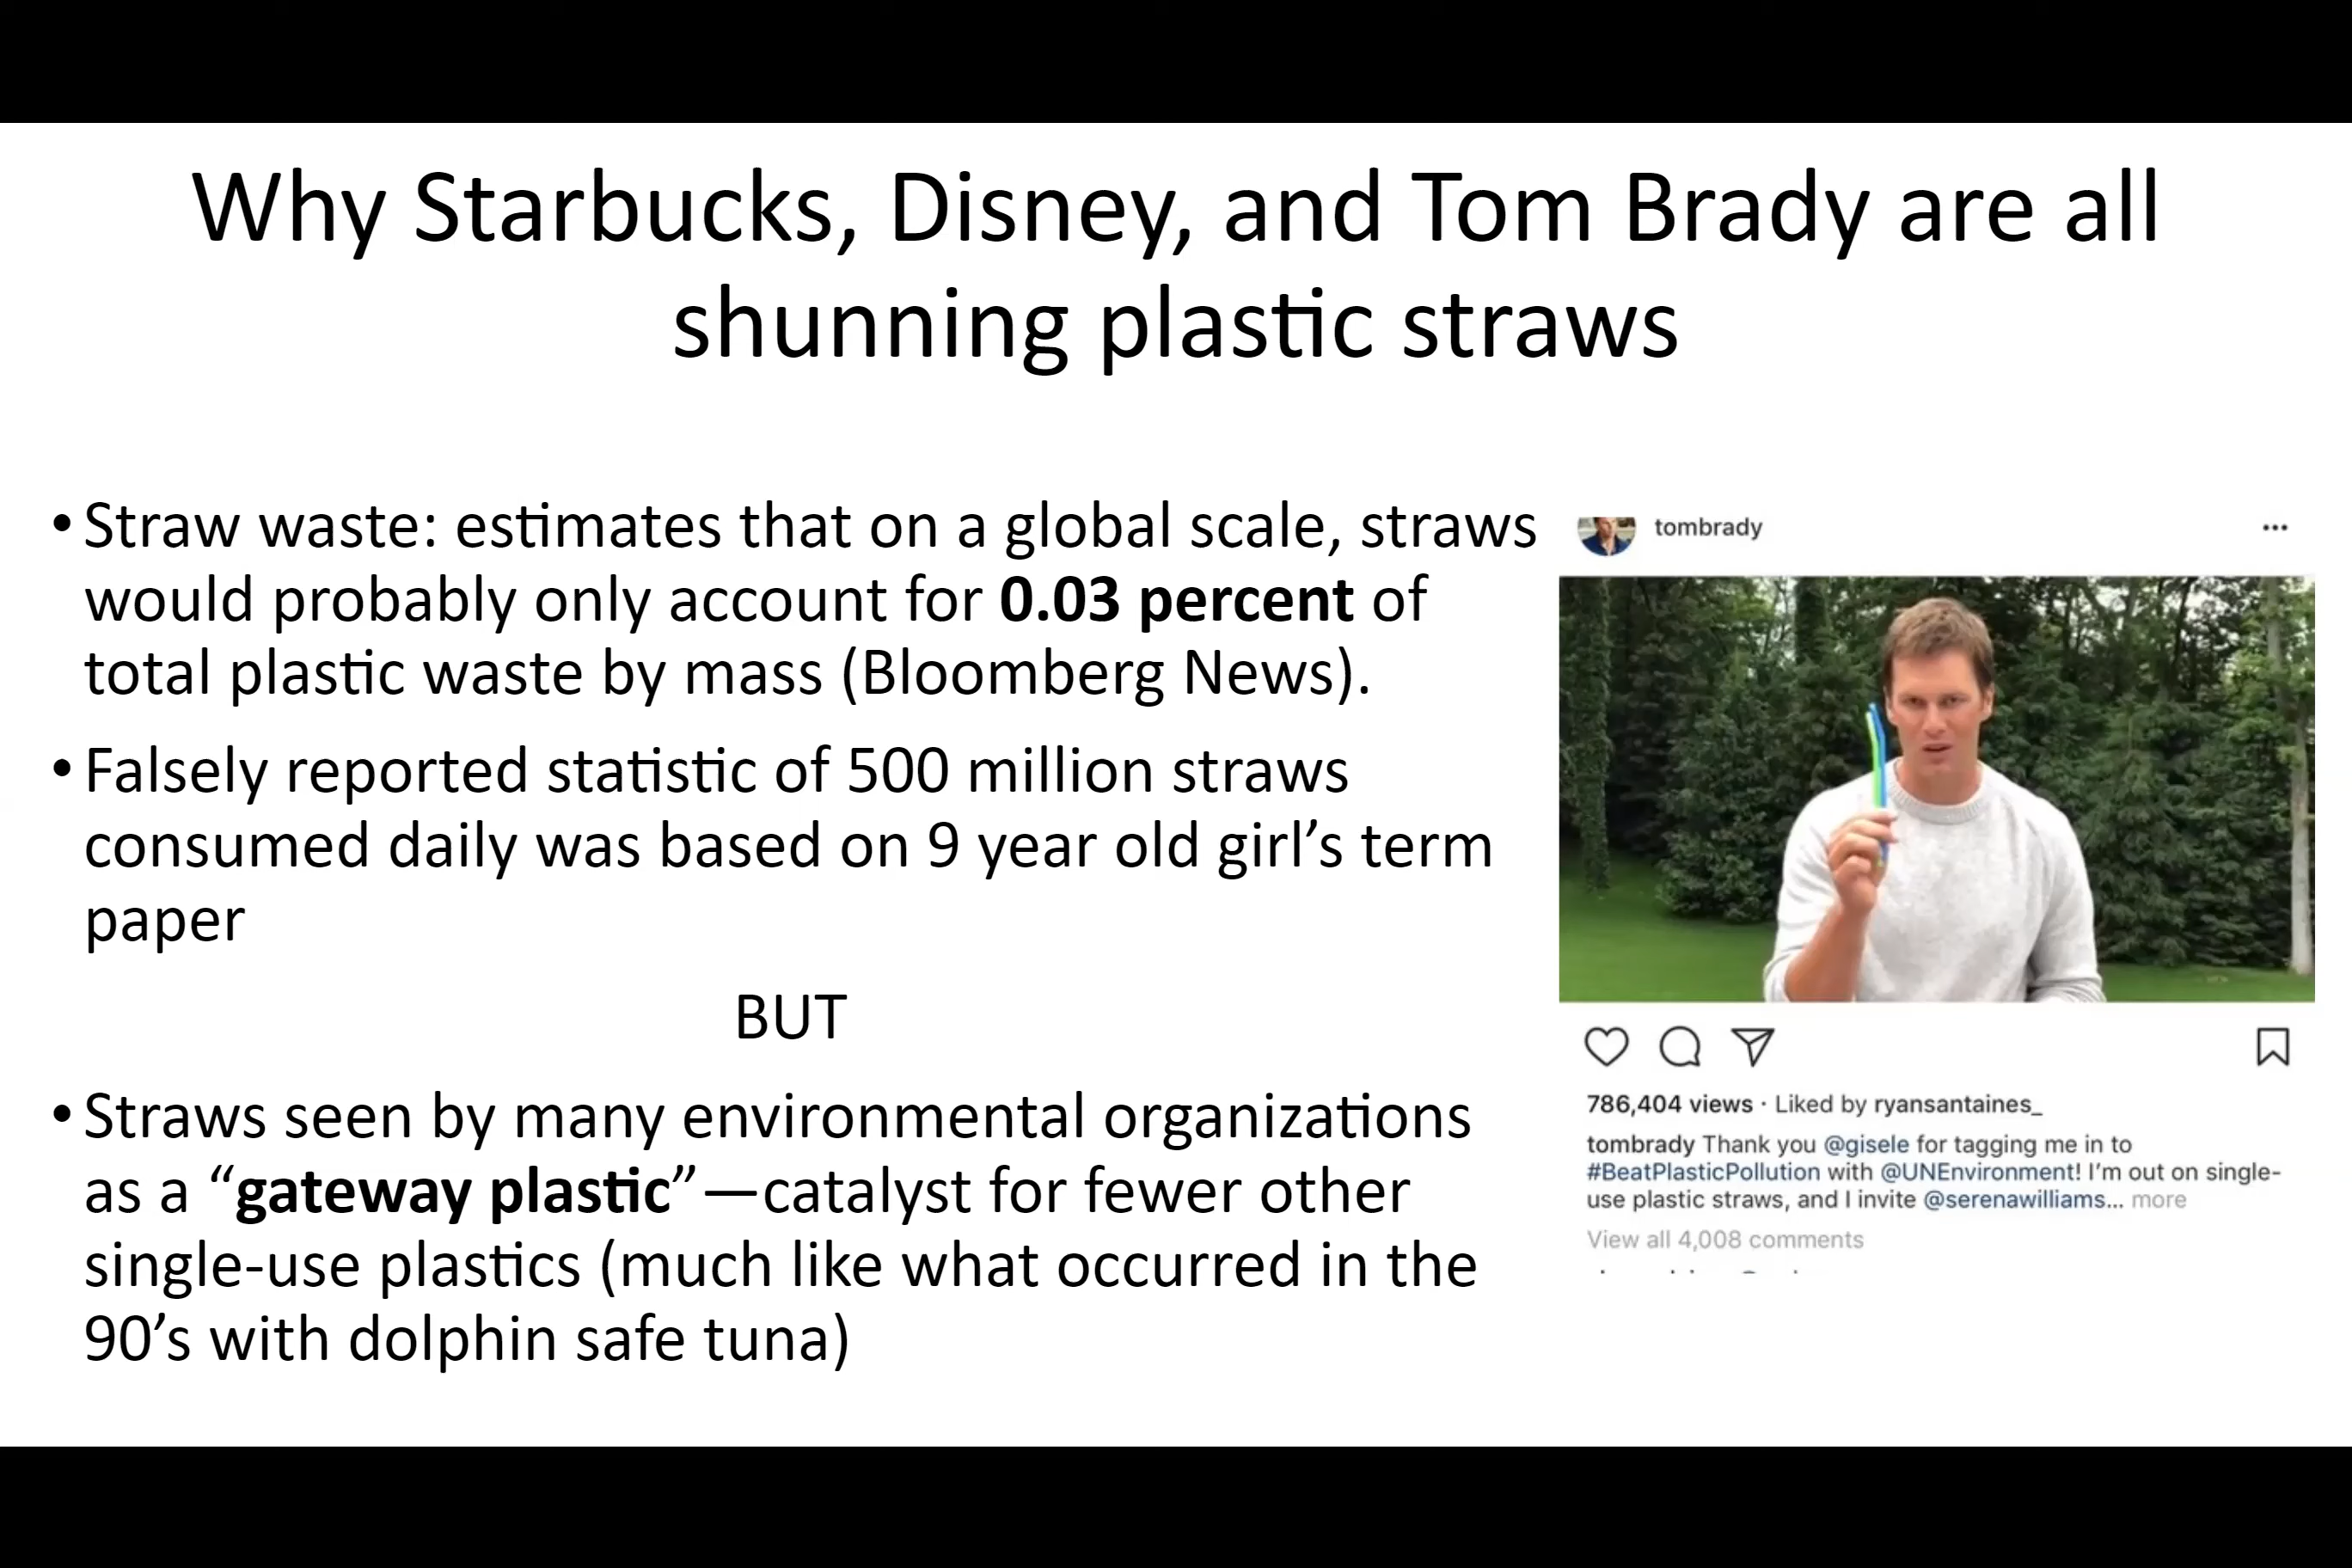 Why Starbucks, Disney, and Tom Brady are all
shunning plastic straws
• Straw waste: estimates that on a global scale, straws
would probably only account for 0.03 percent of
total plastic waste by mass (Bloomberg News).
• Falsely reported statistic of 500 million straws
consumed daily was based on 9 year old girl’s term
paper
BUT
• Straws seen by many environmental organizations
as a “gateway plastic”—catalyst for fewer other
single-use plastics (much like what occurred in the
90’s with dolphin safe tuna)
tombrady
786,404 views · Liked by ryansantaines_
tombrady Thank you @gisele for tagging me in to
#BeatPlasticPollution with @UNEnvironment! I’m out on single-
use plastic straws, and I invite @serenawilliams... more
View all 4,008 comments